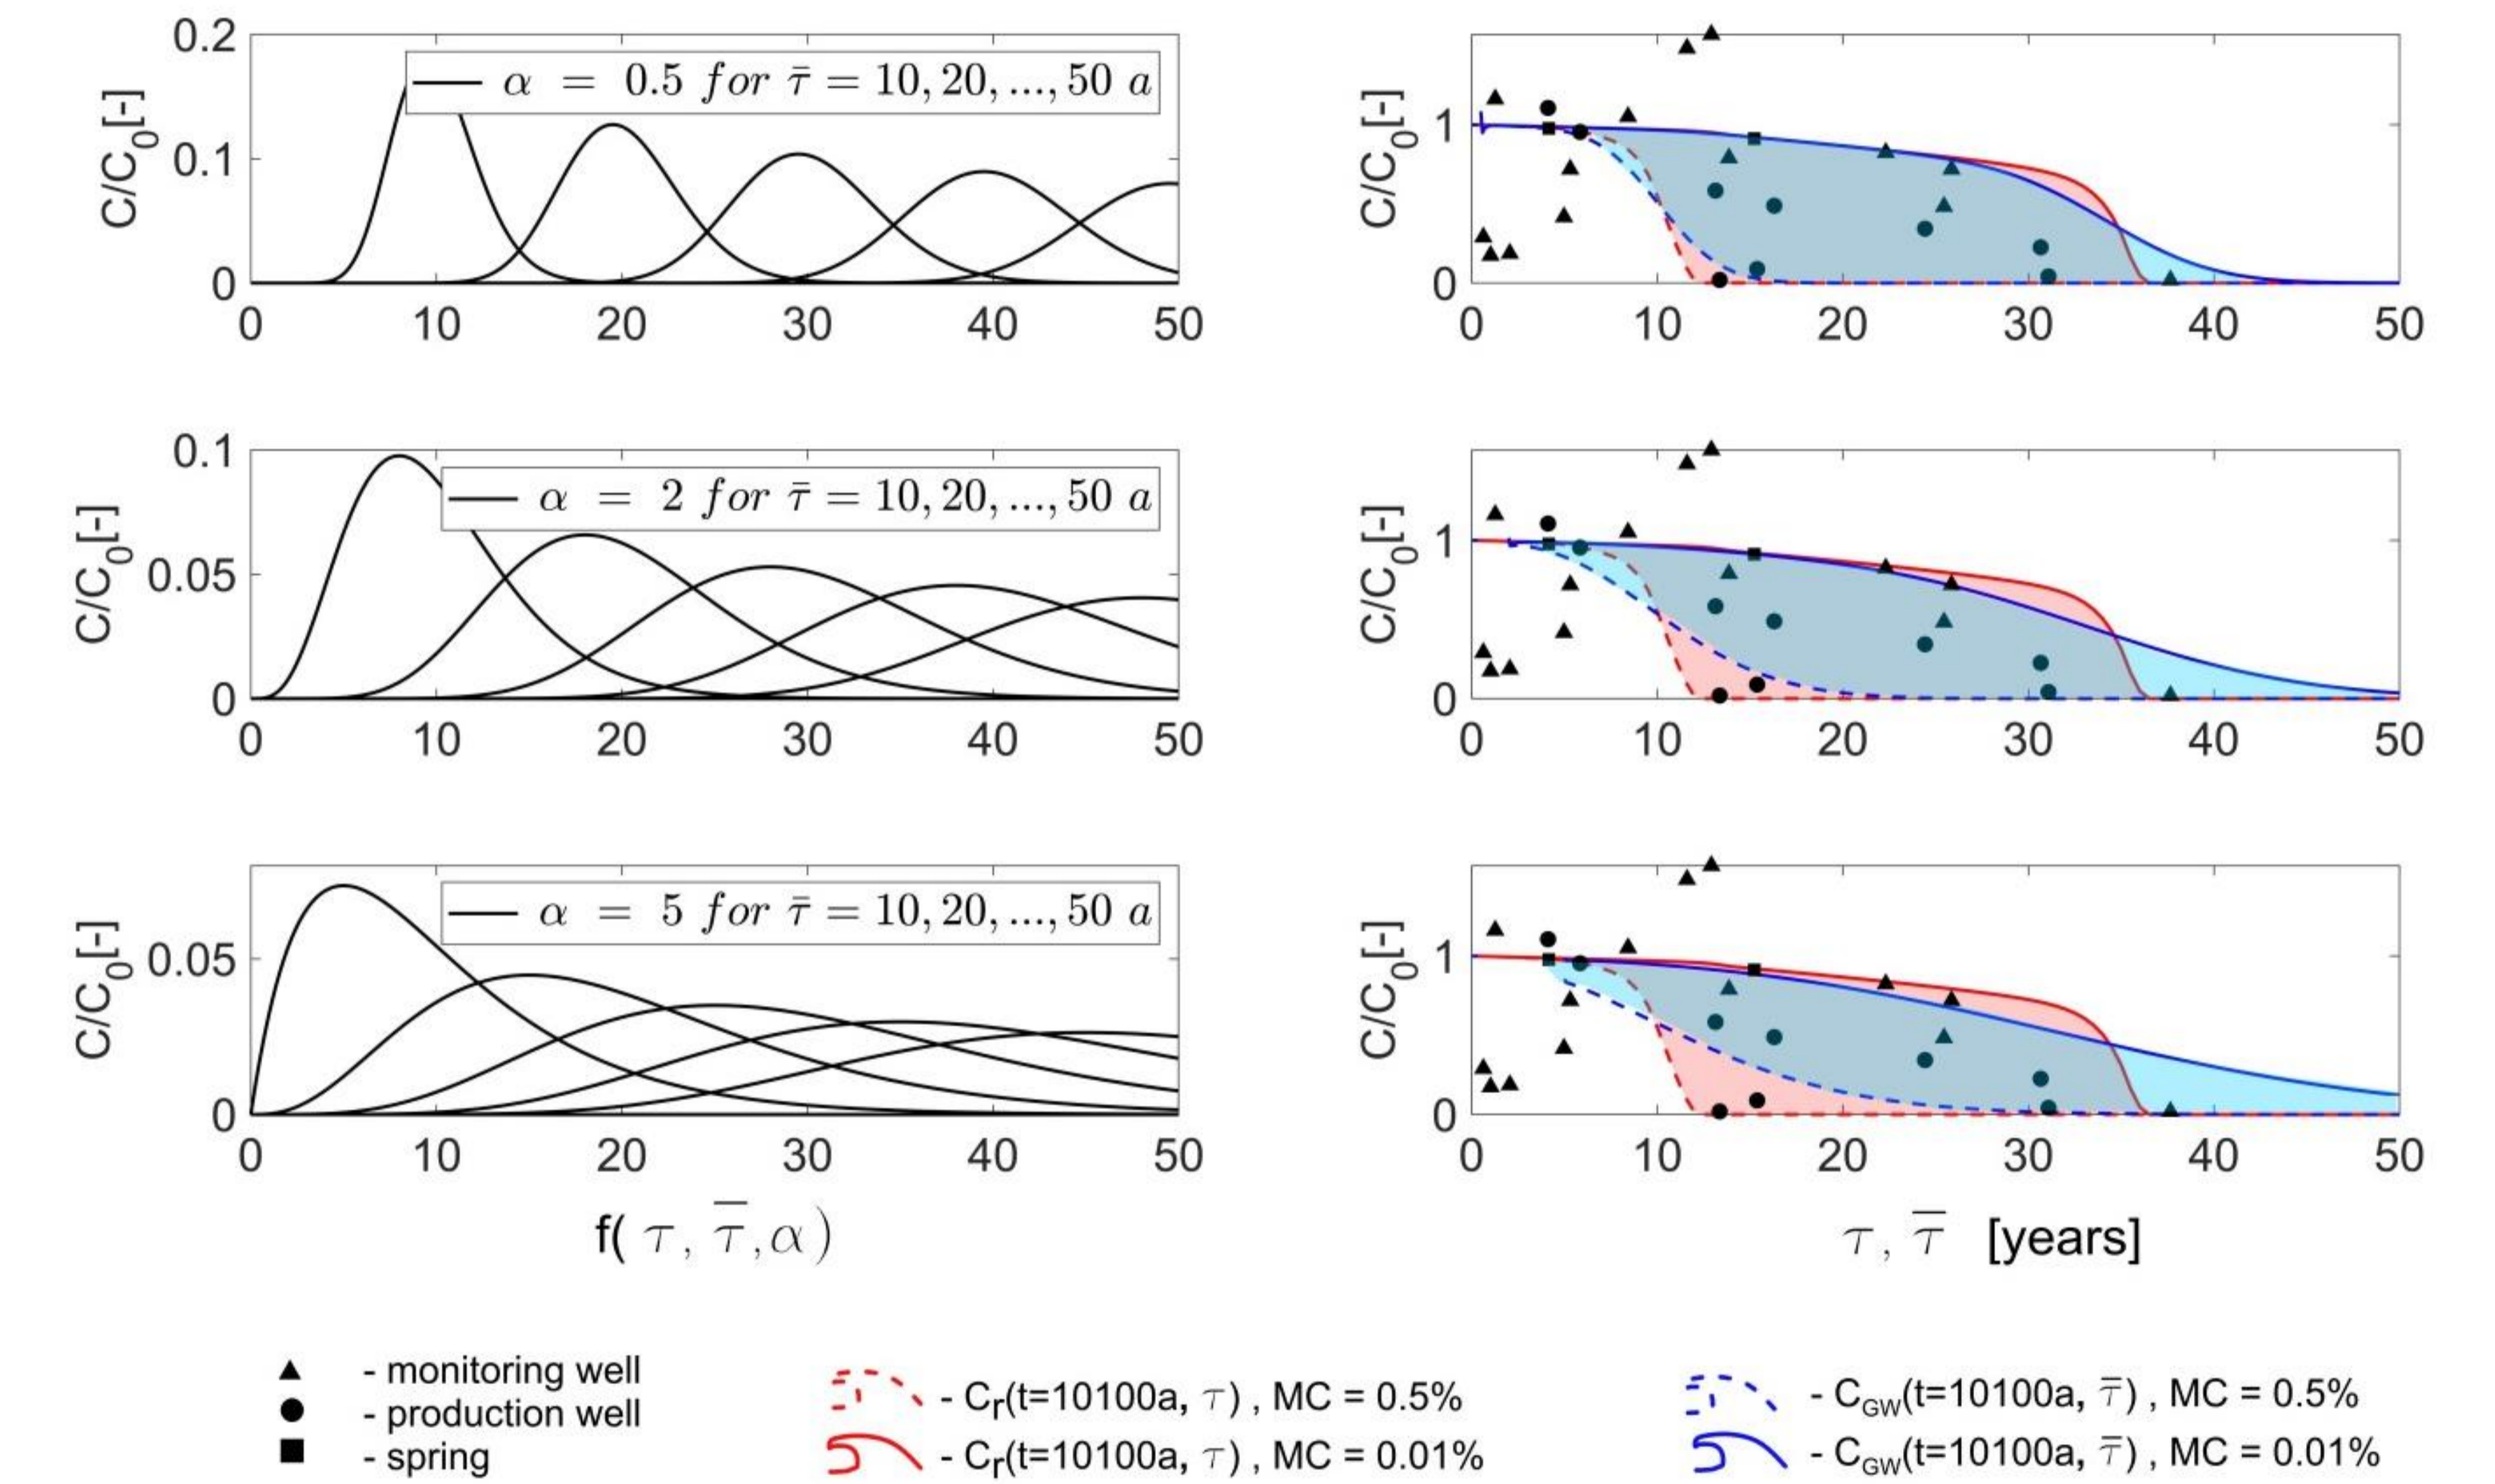 0.2
0.1
0
C/C0[-]
α = 0.5 for τ̄ = 10, 20, ..., 50 a
0 10 20 30 40 50
1
0
C/C0[-]
0 10 20 30 40 50
0.1
0.05
0
C/C0[-]
α = 2 for τ̄ = 10, 20, ..., 50 a
0 10 20 30 40 50
1
0
C/C0[-]
0 10 20 30 40 50
0.05
0
C/C0[-]
α = 5 for τ̄ = 10, 20, ..., 50 a
0 10 20 30 40 50
f( τ, τ̄, α)
1
0
C/C0[-]
0 10 20 30 40 50
τ, τ̄ [years]
- monitoring well
- production well
- spring
- Cr(t=10100a, τ) , MC = 0.5%
- Cr(t=10100a, τ) , MC = 0.01%
- CGW(t=10100a, τ̄) , MC = 0.5%
- CGW(t=10100a, τ̄) , MC = 0.01%